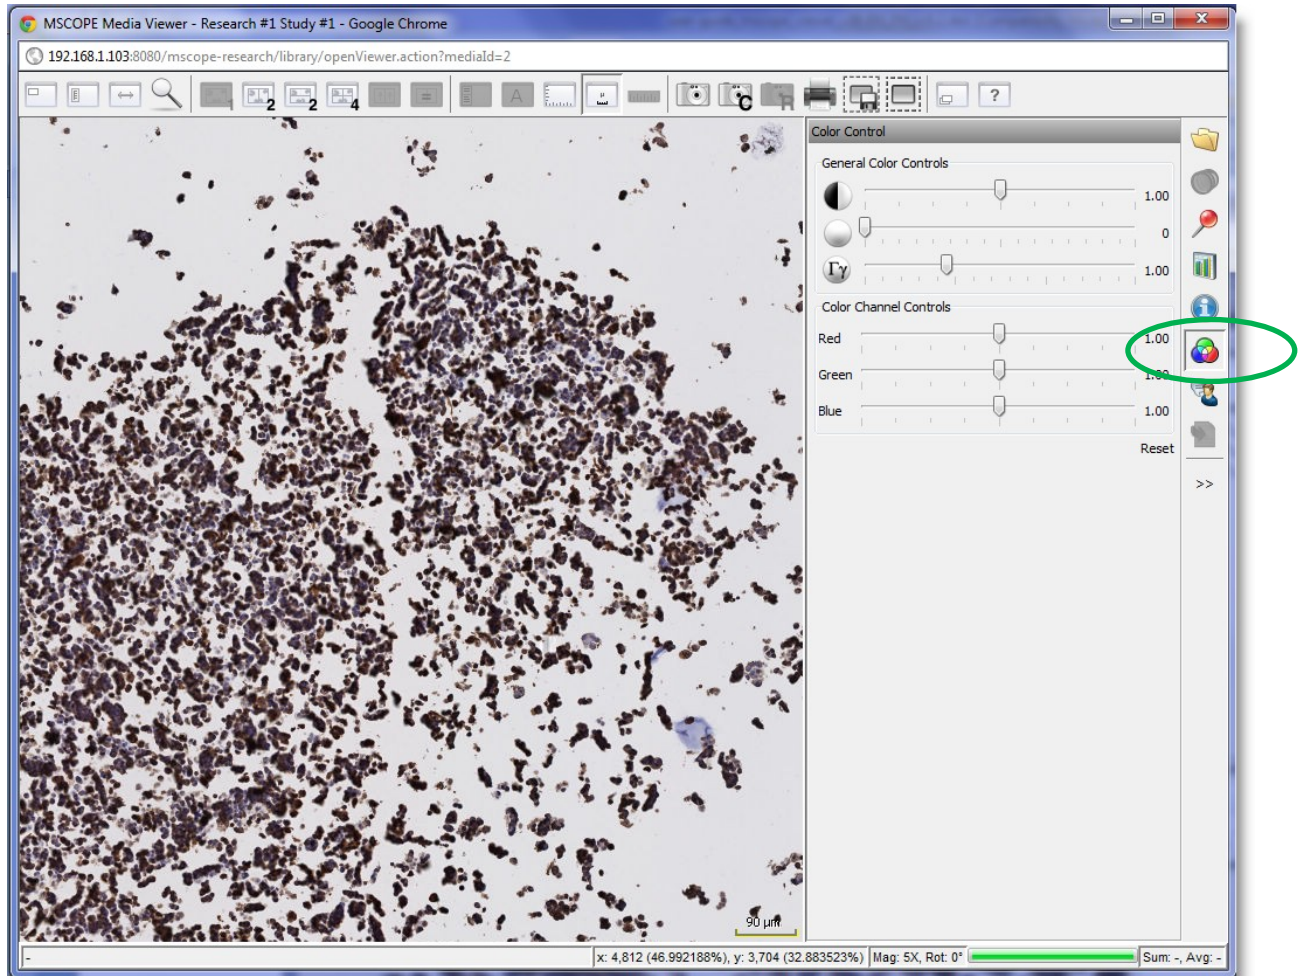 MSCOPE Media Viewer - Research #1 Study #1 - Google Chrome
192.168.1.103:8080/mscope-research/library/openViewer.action?mediaId=2
1 2 2 4 = A µ C R ?
Color Control
General Color Controls
1.00
0
Γγ 1.00
Color Channel Controls
Red 1.00
Green 1.00
Blue 1.00
Reset
>>
90 µm
- x: 4,812 (46.992188%), y: 3,704 (32.883523%) Mag: 5X, Rot: 0° Sum: -, Avg: -